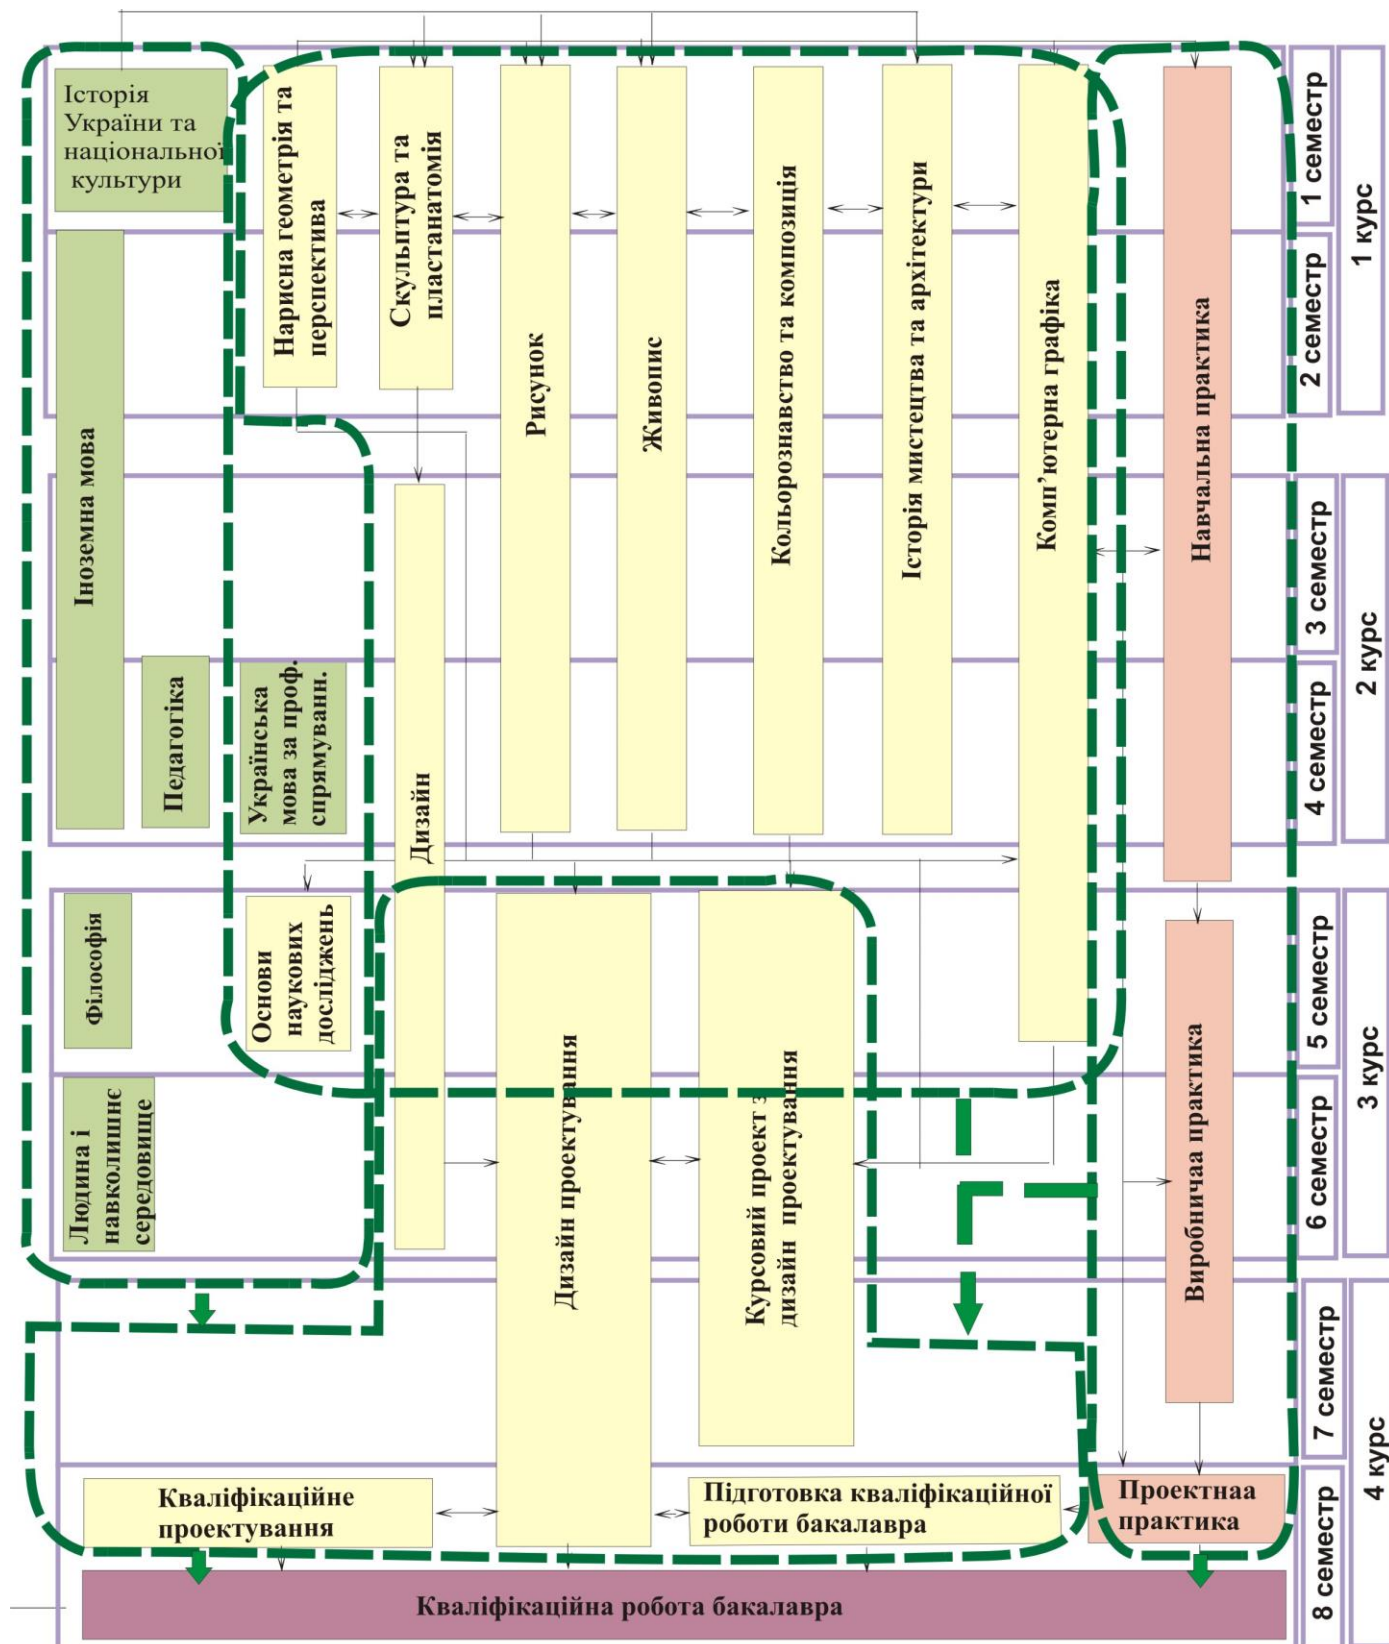 Історія
України та
національної
культури
Нарисна геометрія та
перспектива
Скульптура та
пластанатомія
Рисунок
Живопис
Кольорознавство та композиція
Історія мистецтва та архітектури
Комп’ютерна графіка
Навчальна практика
1 семестр
2 семестр
1 курс
Іноземна мова
Педагогіка
Українська
мова за проф.
спрямуванн.
Дизайн
3 семестр
4 семестр
2 курс
Філософія
Основи
наукових
досліджень
Людина і
навколишнє
середовище
Дизайн проектування
Курсовий проект з
дизайн проектування
Виробничаа практика
5 семестр
6 семестр
3 курс
7 семестр
8 семестр
4 курс
Кваліфікаційне
проектування
Підготовка кваліфікаційної
роботи бакалавра
Проектнаа
практика
Кваліфікаційна робота бакалавра